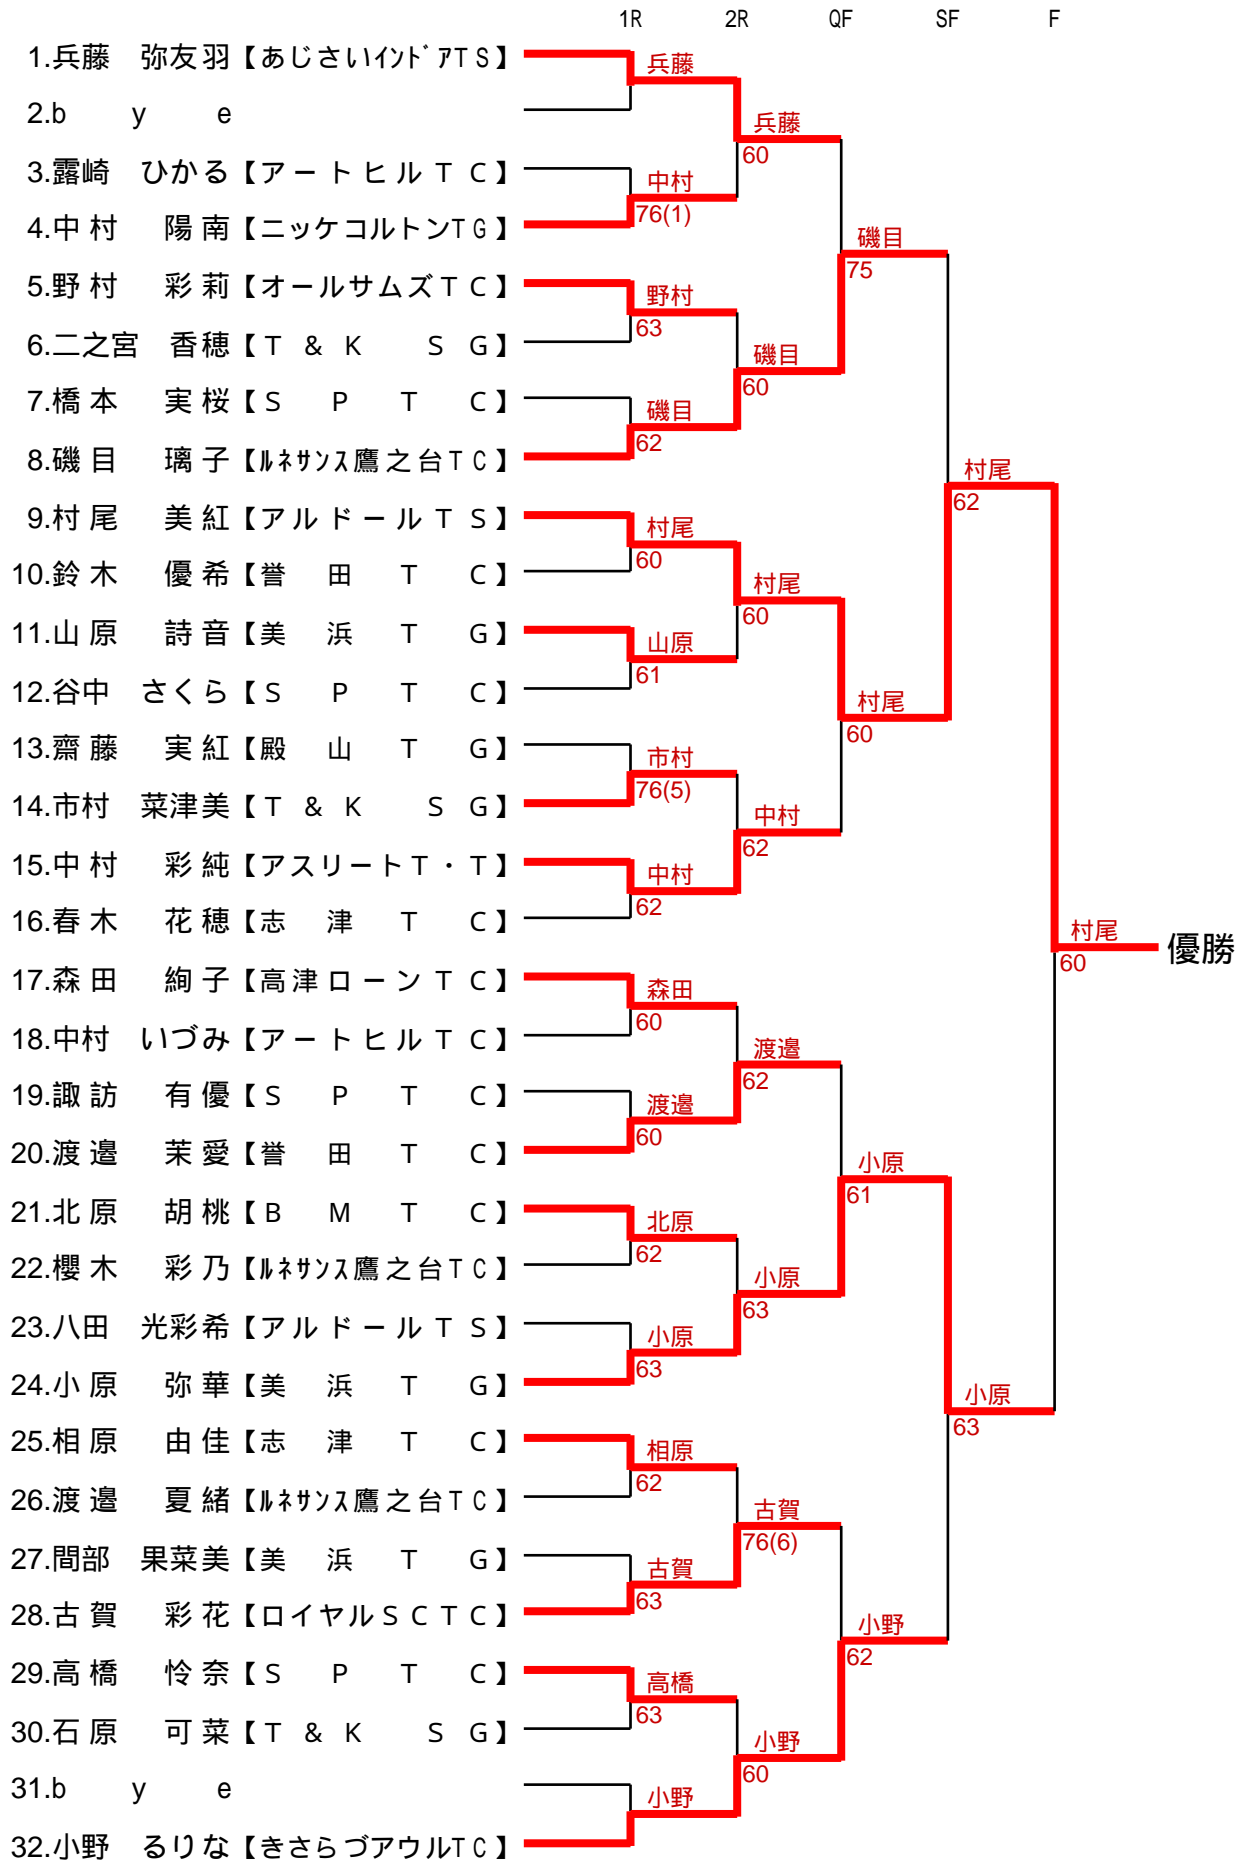 1R 2R QF SF F
1.兵藤 弥友羽【あじさいインドアTS】
兵藤
2.bye
兵藤
60
3.露崎 ひかる【アートヒルTC】
中村
76(1)
4.中村 陽南【ニッケコルトンTG】
磯目
75
5.野村 彩莉【オールサムズTC】
野村
63
6.二之宮 香穂【T&K SG】
磯目
60
7.橋本 実桜【SPTC】
磯目
62
8.磯目 璃子【ルネサンス鷹之台TC】
村尾
62
9.村尾 美紅【アルドールTS】
村尾
60
10.鈴木 優希【誉田TC】
村尾
60
11.山原 詩音【美浜TG】
山原
61
12.谷中 さくら【SPTC】
村尾
60
13.齋藤 実紅【殿山TG】
市村
76(5)
14.市村 菜津美【T&K SG】
中村
62
15.中村 彩純【アスリートT・T】
中村
62
16.春木 花穂【志津TC】
村尾
60
優勝
17.森田 絢子【高津ローンTC】
森田
60
18.中村 いづみ【アートヒルTC】
渡邉
62
19.諏訪 有優【SPTC】
渡邉
60
20.渡邉 茉愛【誉田TC】
小原
61
21.北原 胡桃【BMTC】
北原
62
22.櫻木 彩乃【ルネサンス鷹之台TC】
小原
63
23.八田 光彩希【アルドールTS】
小原
63
24.小原 弥華【美浜TG】
小原
63
25.相原 由佳【志津TC】
相原
62
26.渡邉 夏緒【ルネサンス鷹之台TC】
古賀
76(6)
27.間部 果菜美【美浜TG】
古賀
63
28.古賀 彩花【ロイヤルSCTC】
小野
62
29.高橋 怜奈【SPTC】
高橋
63
30.石原 可菜【T&K SG】
小野
60
31.bye
小野
32.小野 るりな【きさらづアウルTC】